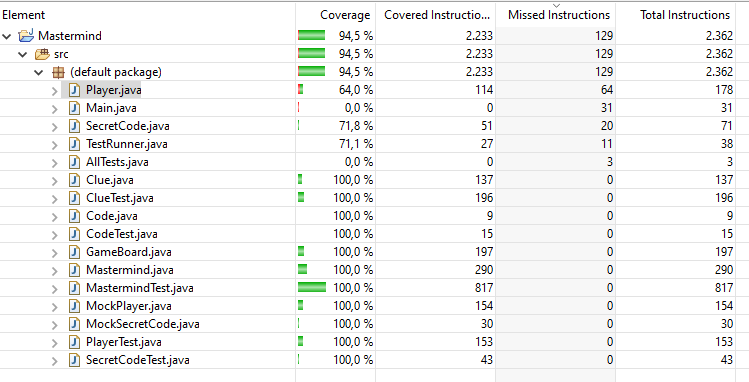 Element Coverage Covered Instructio... Missed Instructions Total Instructions
Mastermind 94,5 % 2.233 129 2.362
src 94,5 % 2.233 129 2.362
(default package) 94,5 % 2.233 129 2.362
Player.java 64,0 % 114 64 178
Main.java 0,0 % 0 31 31
SecretCode.java 71,8 % 51 20 71
TestRunner.java 71,1 % 27 11 38
AllTests.java 0,0 % 0 3 3
Clue.java 100,0 % 137 0 137
ClueTest.java 100,0 % 196 0 196
Code.java 100,0 % 9 0 9
CodeTest.java 100,0 % 15 0 15
GameBoard.java 100,0 % 197 0 197
Mastermind.java 100,0 % 290 0 290
MastermindTest.java 100,0 % 817 0 817
MockPlayer.java 100,0 % 154 0 154
MockSecretCode.java 100,0 % 30 0 30
PlayerTest.java 100,0 % 153 0 153
SecretCodeTest.java 100,0 % 43 0 43